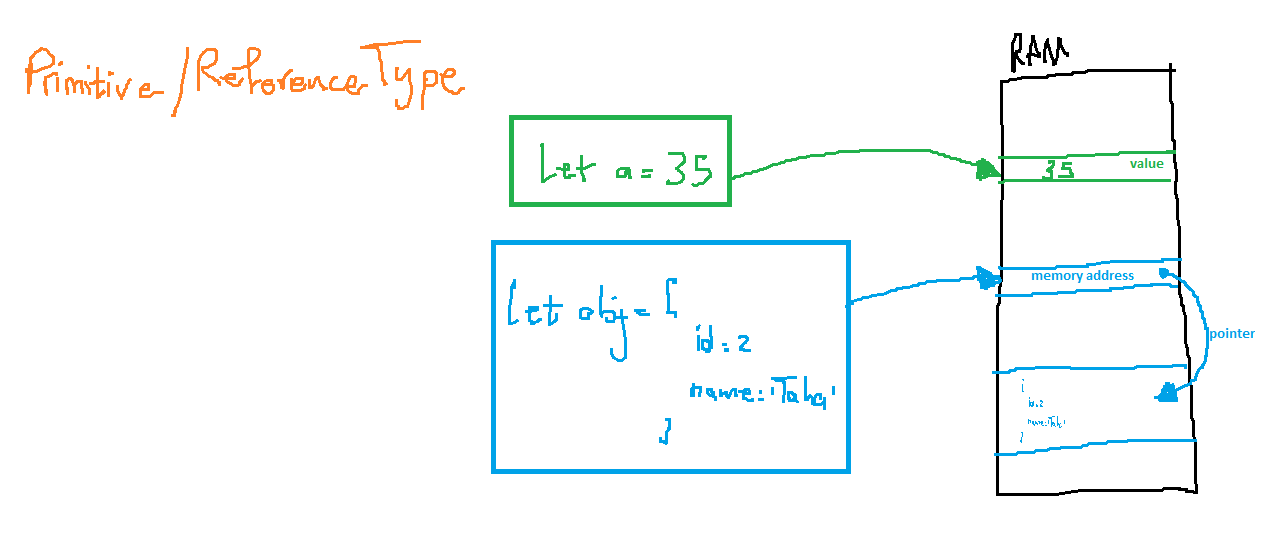 Primitive/Reference Type
RAM
Let a = 35
35 value
Let obj = {
id: 2
name: 'Taha'
}
memory address
pointer
{
id: 2
name: 'Taha'
}